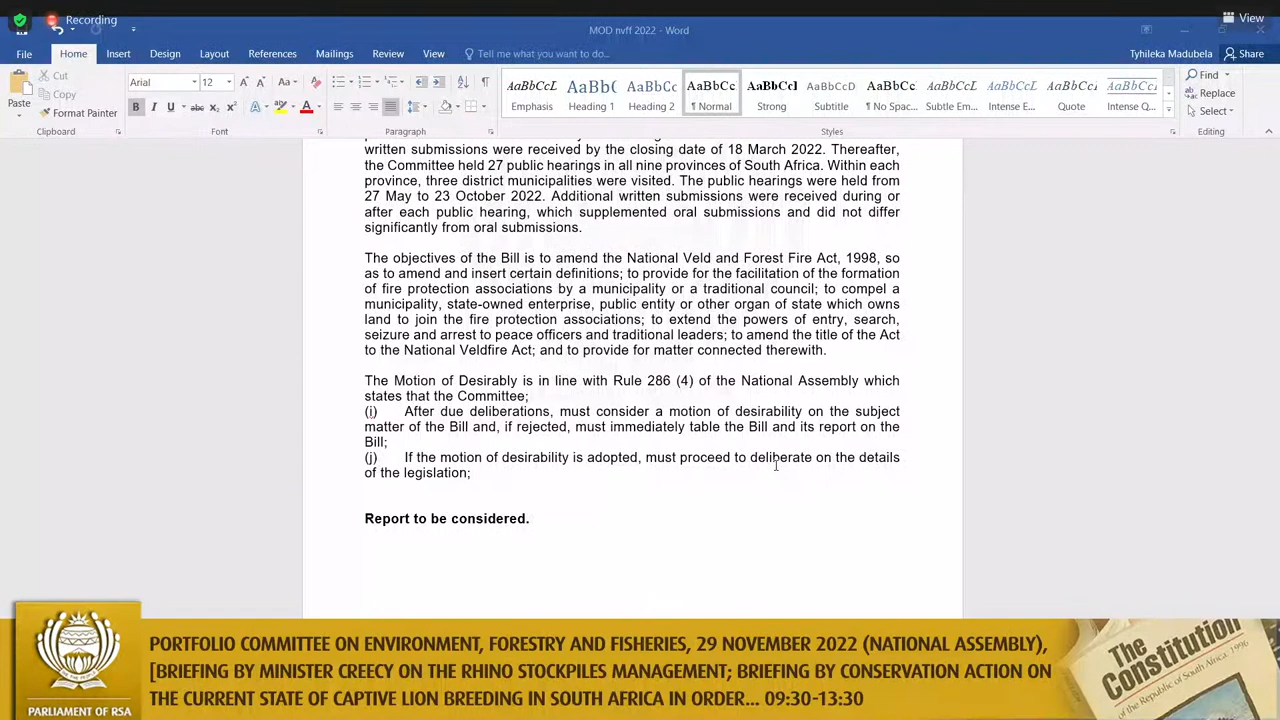 Recording
View
MOD nvff 2022 - Word
File Home Insert Design Layout References Mailings Review View Tell me what you want to do...
Tyhileka Madubela Share
Paste Cut Copy Format Painter Clipboard
Arial 12 Aa
B I U abc X₂ X² A A Font
Paragraph
AaBbCc AaBbC( AaBbCc AaBbCc AaBbCcI AaBbCcD AaBbCc AaBbCcL AaBbCcL AaBbCcL AaBbCcL
Emphasis Heading 1 Heading 2 ¶ Normal Strong Subtitle ¶ No Spac... Subtle Em... Intense E... Quote Intense Q...
Styles
Find
Replace
Select
Editing
written submissions were received by the closing date of 18 March 2022. Thereafter,
the Committee held 27 public hearings in all nine provinces of South Africa. Within each
province, three district municipalities were visited. The public hearings were held from
27 May to 23 October 2022. Additional written submissions were received during or
after each public hearing, which supplemented oral submissions and did not differ
significantly from oral submissions.
The objectives of the Bill is to amend the National Veld and Forest Fire Act, 1998, so
as to amend and insert certain definitions; to provide for the facilitation of the formation
of fire protection associations by a municipality or a traditional council; to compel a
municipality, state-owned enterprise, public entity or other organ of state which owns
land to join the fire protection associations; to extend the powers of entry, search,
seizure and arrest to peace officers and traditional leaders; to amend the title of the Act
to the National Veldfire Act; and to provide for matter connected therewith.
The Motion of Desirably is in line with Rule 286 (4) of the National Assembly which
states that the Committee;
(i) After due deliberations, must consider a motion of desirability on the subject
matter of the Bill and, if rejected, must immediately table the Bill and its report on the
Bill;
(j) If the motion of desirability is adopted, must proceed to deliberate on the details
of the legislation;
Report to be considered.
PORTFOLIO COMMITTEE ON ENVIRONMENT, FORESTRY AND FISHERIES, 29 NOVEMBER 2022 (NATIONAL ASSEMBLY),
[BRIEFING BY MINISTER CREECY ON THE RHINO STOCKPILES MANAGEMENT; BRIEFING BY CONSERVATION ACTION ON
THE CURRENT STATE OF CAPTIVE LION BREEDING IN SOUTH AFRICA IN ORDER... 09:30-13:30
PARLIAMENT OF RSA
The
Constitution
of the Republic of South Africa, 1996